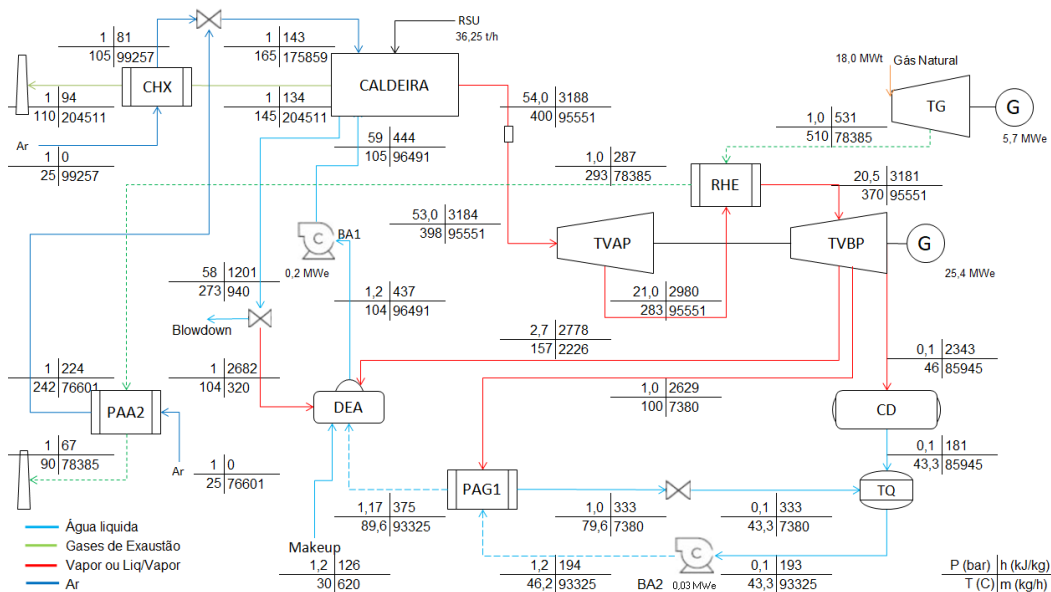 RSU
36,25 t/h
1 81
105 99257
1 143
165 175859
CHX
CALDEIRA
18,0 MWt
Gás Natural
TG
G
5,7 MWe
1 94
110 204511
1 134
145 204511
54,0 3188
400 95551
1,0 531
510 78385
Ar
1 0
25 99257
59 444
105 96491
1,0 287
293 78385
RHE
20,5 3181
370 95551
53,0 3184
398 95551
C
BA1
0,2 MWe
TVAP
TVBP
G
25,4 MWe
58 1201
273 940
1,2 437
104 96491
21,0 2980
283 95551
Blowdown
2,7 2778
157 2226
0,1 2343
46 85945
1 224
242 76601
1 2682
104 320
1,0 2629
100 7380
PAA2
DEA
CD
1 67
90 78385
Ar
1 0
25 76601
0,1 181
43,3 85945
PAG1
TQ
1,17 375
89,6 93325
1,0 333
79,6 7380
0,1 333
43,3 7380
Água liquida
Gases de Exaustão
Vapor ou Liq/Vapor
Ar
Makeup
1,2 126
30 620
1,2 194
46,2 93325
C
BA2
0,03 MWe
0,1 193
43,3 93325
P (bar) h (kJ/kg)
T (C) m (kg/h)